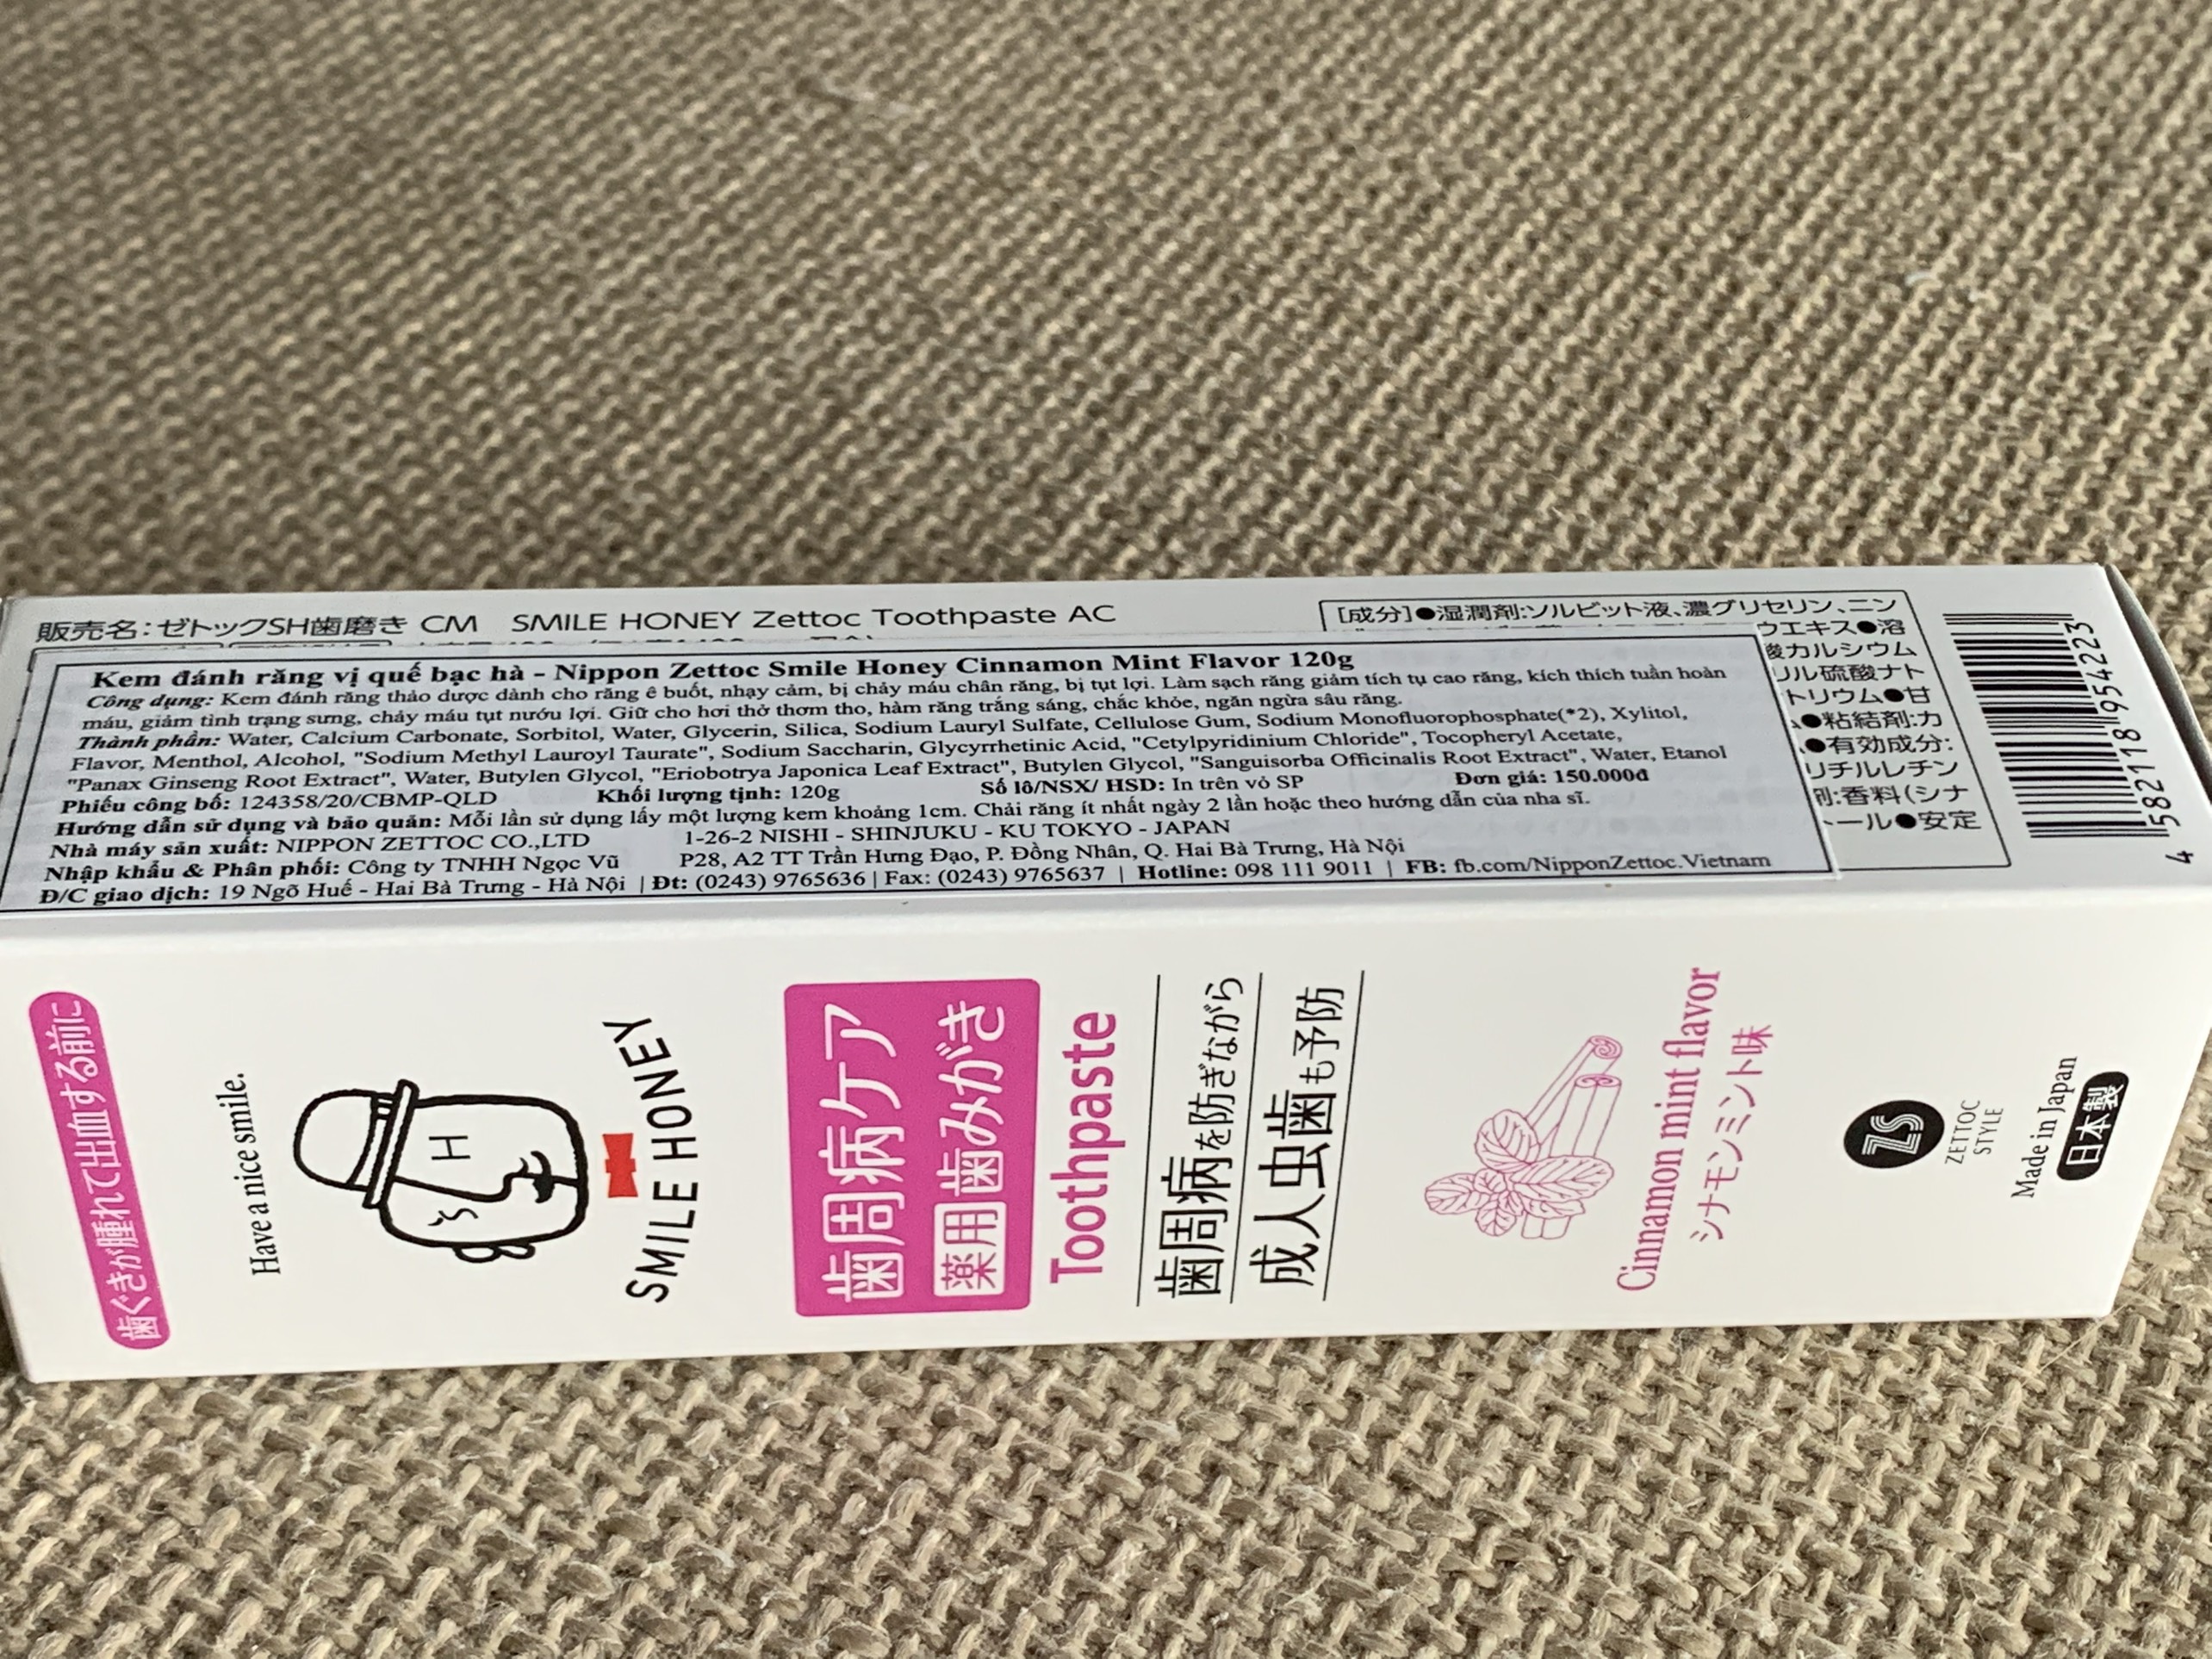 販売名:ゼトックSH歯磨き CM SMILE HONEY Zettoc Toothpaste AC
[成分]●湿潤剤:ソルビット液、濃グリセリン、ニン
ウエキス●溶
酸カルシウム
リル硫酸ナト
トリウム●甘
●粘結剤:カ
●有効成分:
リチルレチン
剤:香料(シナ
ール●安定
4 582118 954223
Kem đánh răng vị quế bạc hà - Nippon Zettoc Smile Honey Cinnamon Mint Flavor 120g
Công dụng: Kem đánh răng thảo dược dành cho răng ê buốt, nhạy cảm, bị chảy máu chân răng, bị tụt lợi. Làm sạch răng giảm tích tụ cao răng, kích thích tuần hoàn
máu, giảm tình trạng sưng, chảy máu tụt nướu lợi. Giữ cho hơi thở thơm tho, hàm răng trắng sáng, chắc khỏe, ngăn ngừa sâu răng.
Thành phần: Water, Calcium Carbonate, Sorbitol, Water, Glycerin, Silica, Sodium Lauryl Sulfate, Cellulose Gum, Sodium Monofluorophosphate(*2), Xylitol,
Flavor, Menthol, Alcohol, "Sodium Methyl Lauroyl Taurate", Sodium Saccharin, Glycyrrhetinic Acid, "Cetylpyridinium Chloride", Tocopheryl Acetate,
"Panax Ginseng Root Extract", Water, Butylen Glycol, "Eriobotrya Japonica Leaf Extract", Butylen Glycol, "Sanguisorba Officinalis Root Extract", Water, Etanol
Phiếu công bố: 124358/20/CBMP-QLD Khối lượng tịnh: 120g Số lô/NSX/ HSD: In trên vỏ SP Đơn giá: 150.000đ
Hướng dẫn sử dụng và bảo quản: Mỗi lần sử dụng lấy một lượng kem khoảng 1cm. Chải răng ít nhất ngày 2 lần hoặc theo hướng dẫn của nha sĩ.
Nhà máy sản xuất: NIPPON ZETTOC CO.,LTD 1-26-2 NISHI - SHINJUKU - KU TOKYO - JAPAN
Nhập khẩu & Phân phối: Công ty TNHH Ngọc Vũ P28, A2 TT Trần Hưng Đạo, P. Đồng Nhân, Q. Hai Bà Trưng, Hà Nội
Đ/C giao dịch: 19 Ngõ Huế - Hai Bà Trưng - Hà Nội | Đt: (0243) 9765636 | Fax: (0243) 9765637 | Hotline: 098 111 9011 | FB: fb.com/NipponZettoc.Vietnam
歯ぐきが腫れて出血する前に
Have a nice smile.
H
SMILE HONEY
歯周病ケア
薬用歯みがき
Toothpaste
歯周病を防ぎながら
成人虫歯も予防
Cinnamon mint flavor
シナモンミント味
ZS
ZETTOC
STYLE
Made in Japan
日本製